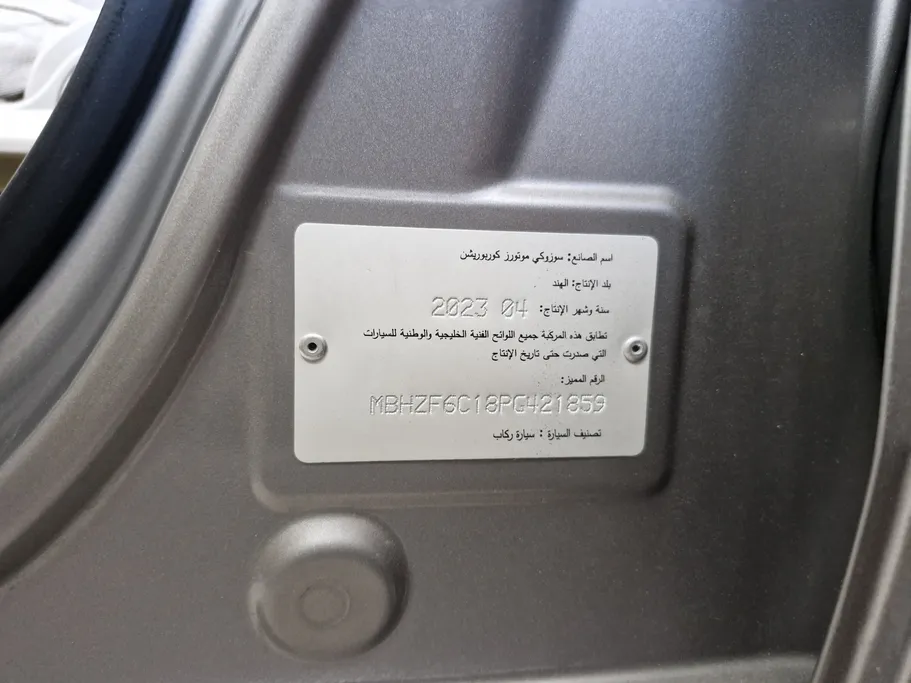 اسم الصانع: سوزوكي موتورز كوربوريشن
بلد الإنتاج: الهند
سنة وشهر الإنتاج: 2023 04
تطابق هذه المركبة جميع اللوائح الفنية الخليجية والوطنية للسيارات
التي صدرت حتى تاريخ الإنتاج
الرقم المميز:
MBHZF6C18PG421859
تصنيف السيارة : سيارة ركاب